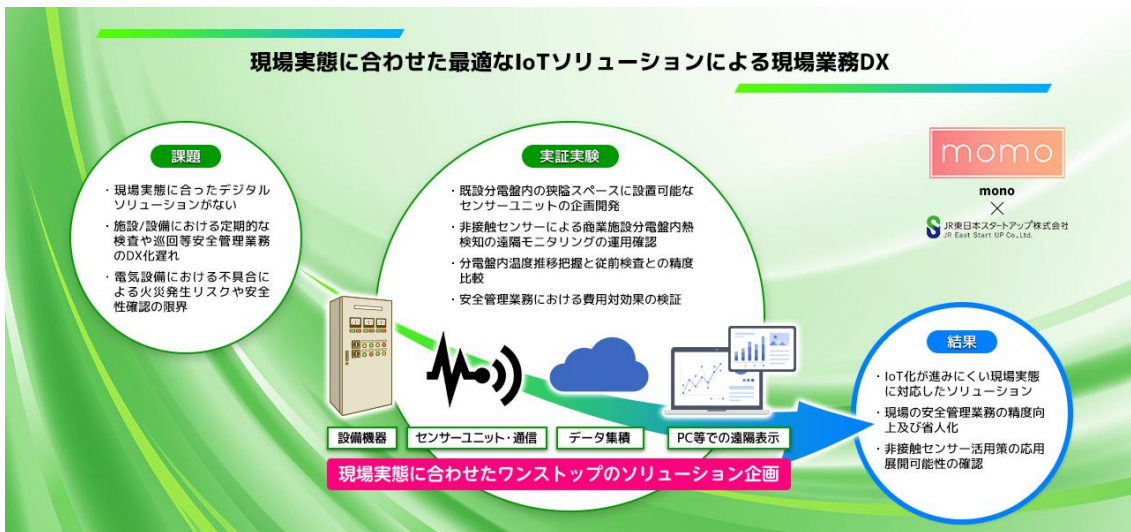 現場実態に合わせた最適なIoTソリューションによる現場業務DX
課題
・現場実態に合ったデジタル
ソリューションがない
・施設/設備における定期的な
検査や巡回等安全管理業務
のDX化遅れ
・電気設備における不具合に
よる火災発生リスクや安全
性確認の限界
実証実験
・既設分電盤内の狭隘スペースに設置可能な
センサーユニットの企画開発
・非接触センサーによる商業施設分電盤内熱
検知の遠隔モニタリングの運用確認
・分電盤内温度推移把握と従前検査との精度
比較
・安全管理業務における費用対効果の検証
momo
mono
×
JR東日本スタートアップ株式会社
JR East Start UP Co.,Ltd.
設備機器
センサーユニット・通信
データ集積
PC等での遠隔表示
現場実態に合わせたワンストップのソリューション企画
結果
・IoT化が進みにくい現場実態
に対応したソリューション
・現場の安全管理業務の精度向
上及び省人化
・非接触センサー活用策の応用
展開可能性の確認